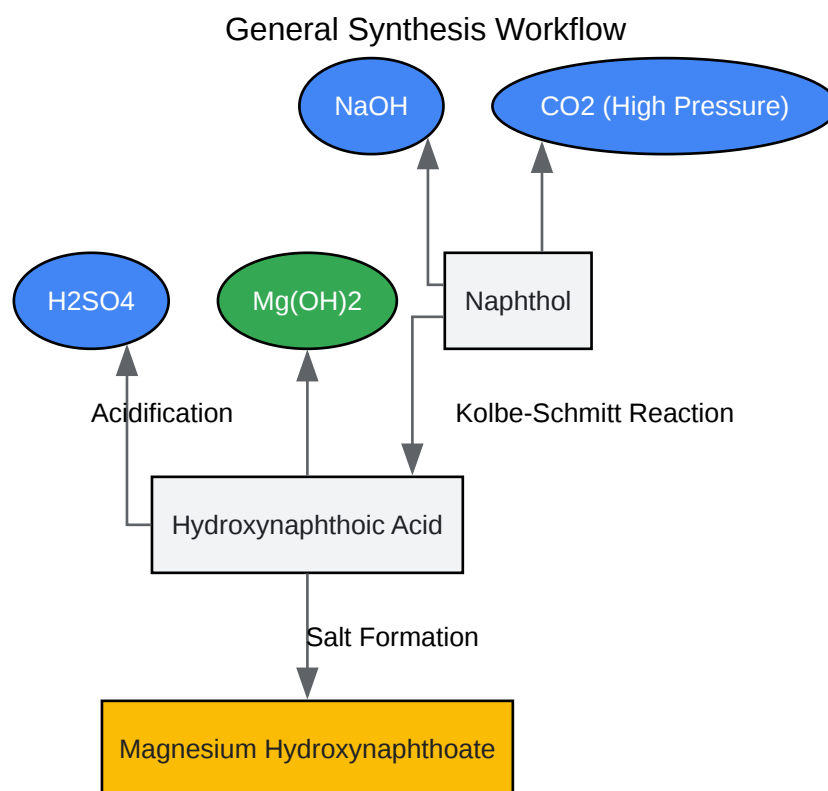 General Synthesis Workflow
NaOH
CO2 (High Pressure)
H2SO4
Mg(OH)2
Naphthol
Acidification
Kolbe-Schmitt Reaction
Hydroxynaphthoic Acid
Salt Formation
Magnesium Hydroxynaphthoate